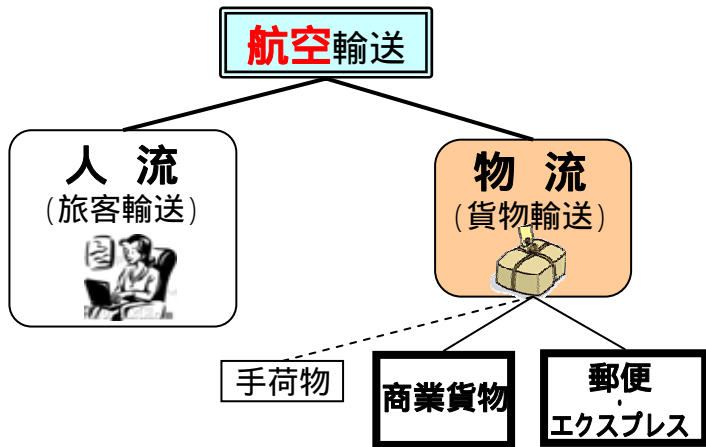 航空輸送
人 流
(旅客輸送)
物 流
(貨物輸送)
手荷物
商業貨物
郵便
・
エクスプレス